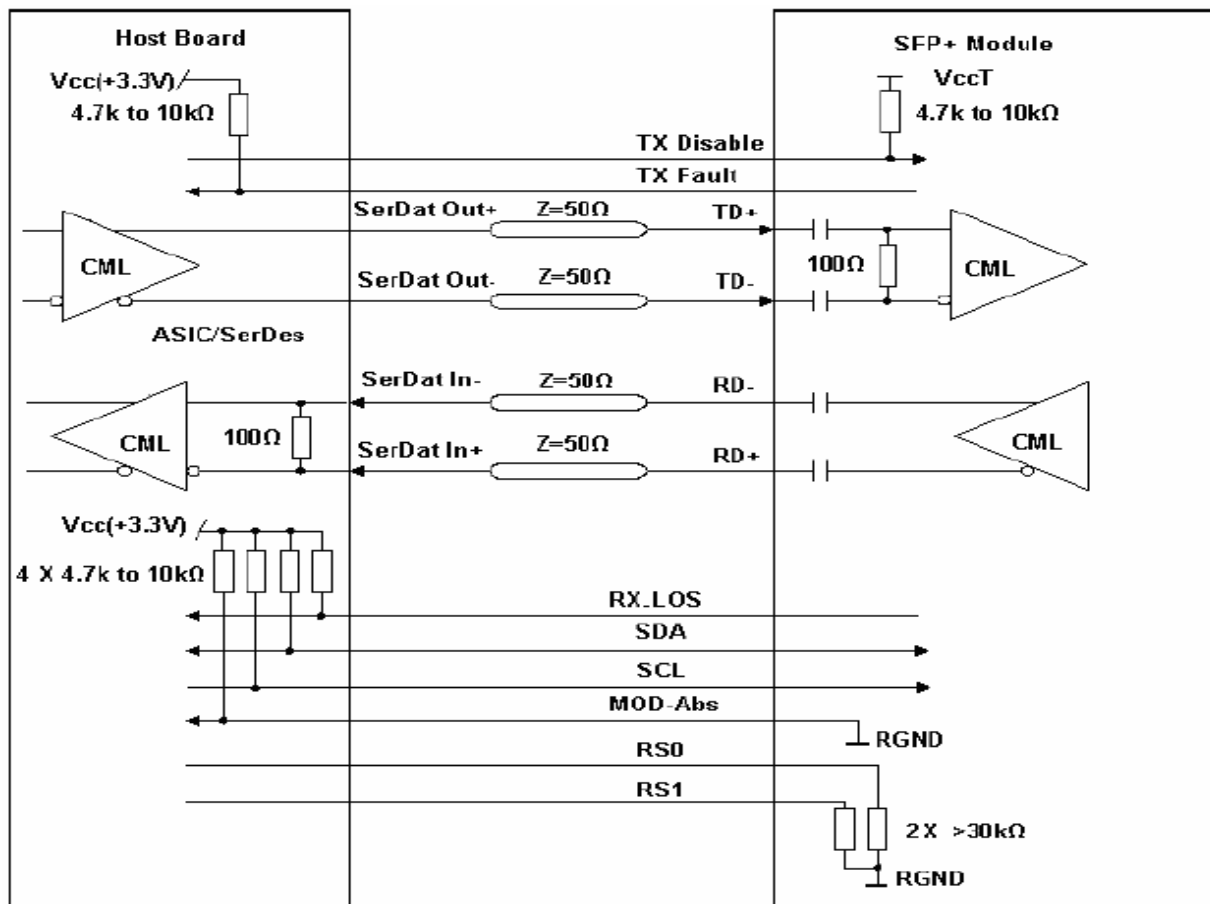 Host Board
SFP+ Module
Vcc(+3.3V)
4.7k to 10kΩ
VccT
4.7k to 10kΩ
TX Disable
TX Fault
SerDat Out+
Z=50Ω
TD+
CML
100Ω
CML
SerDat Out-
Z=50Ω
TD-
ASIC/SerDes
SerDat In-
Z=50Ω
RD-
CML
100Ω
SerDat In+
Z=50Ω
RD+
CML
Vcc(+3.3V)
4 X 4.7k to 10kΩ
RX_LOS
SDA
SCL
MOD-Abs
RGND
RS0
RS1
2X >30kΩ
RGND